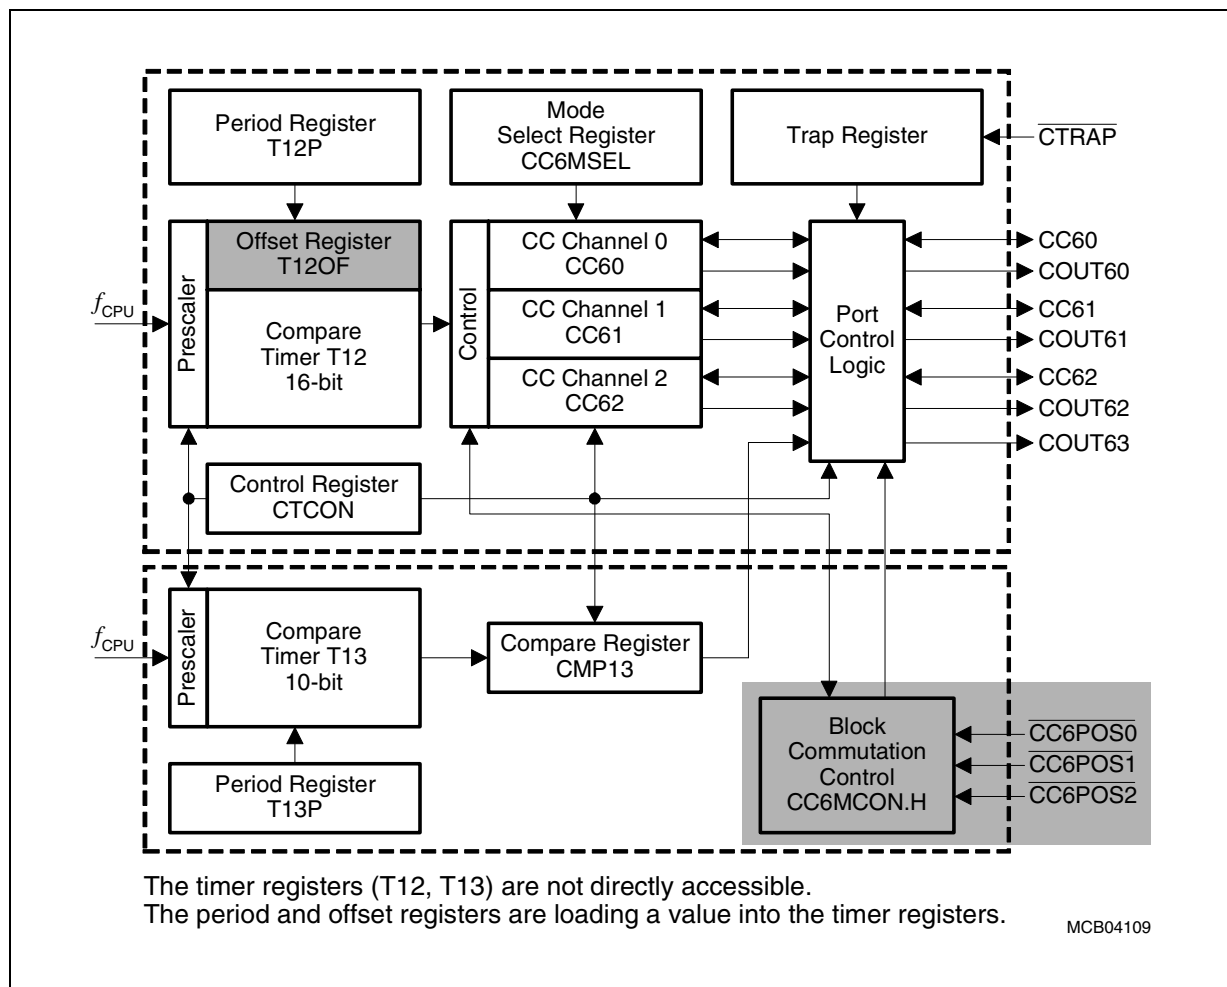 Period Register
T12P
Mode
Select Register
CC6MSEL
Trap Register
CTRAP
Prescaler
Offset Register
T12OF
Compare
Timer T12
16-bit
fCPU
Control
CC Channel 0
CC60
CC Channel 1
CC61
CC Channel 2
CC62
Port
Control
Logic
CC60
COUT60
CC61
COUT61
CC62
COUT62
COUT63
Control Register
CTCON
fCPU
Prescaler
Compare
Timer T13
10-bit
Compare Register
CMP13
Period Register
T13P
Block
Commutation
Control
CC6MCON.H
CC6POS0
CC6POS1
CC6POS2
The timer registers (T12, T13) are not directly accessible.
The period and offset registers are loading a value into the timer registers.
MCB04109